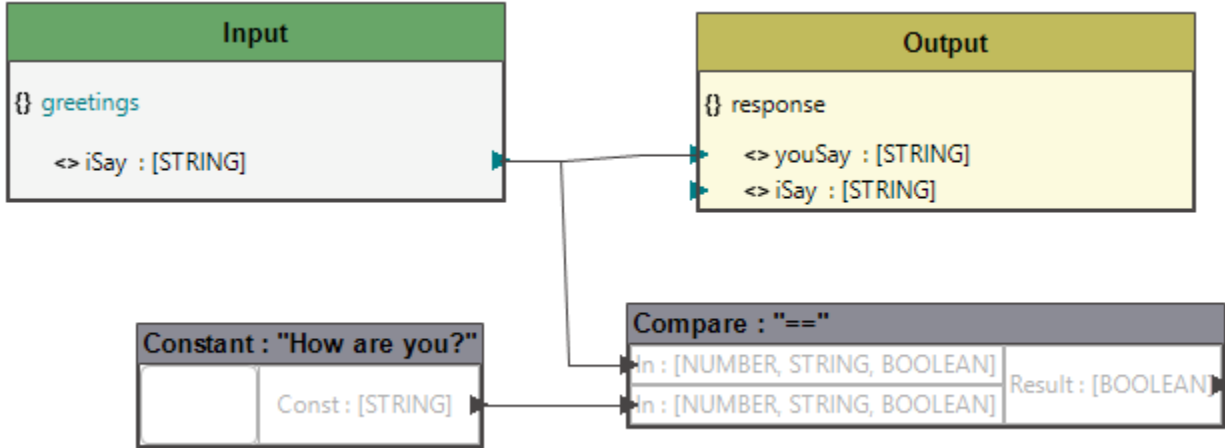 Input
{} greetings
<> iSay : [STRING]
Output
{} response
<> youSay : [STRING]
<> iSay : [STRING]
Constant : "How are you?"
Const : [STRING]
Compare : "=="
In : [NUMBER, STRING, BOOLEAN]
In : [NUMBER, STRING, BOOLEAN]
Result : [BOOLEAN]